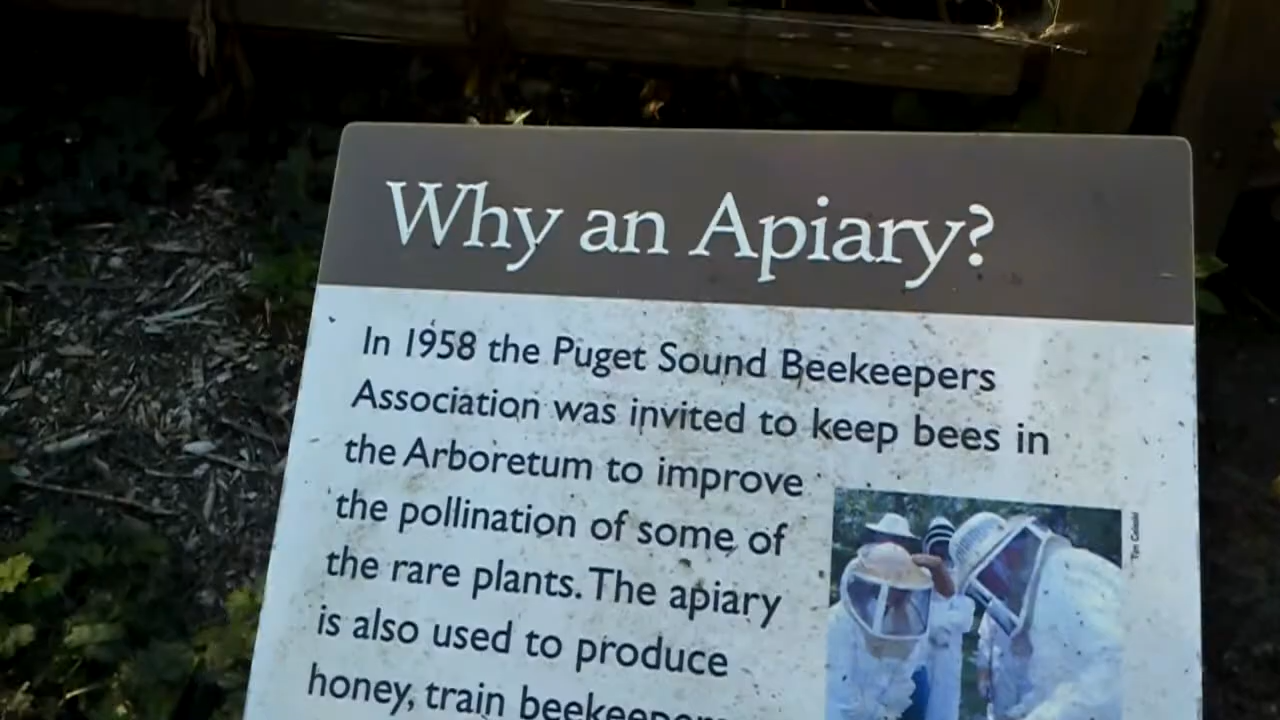 Why an Apiary?
In 1958 the Puget Sound Beekeepers
Association was invited to keep bees in
the Arboretum to improve
the pollination of some of
the rare plants. The apiary
is also used to produce
honey, train beekeepers